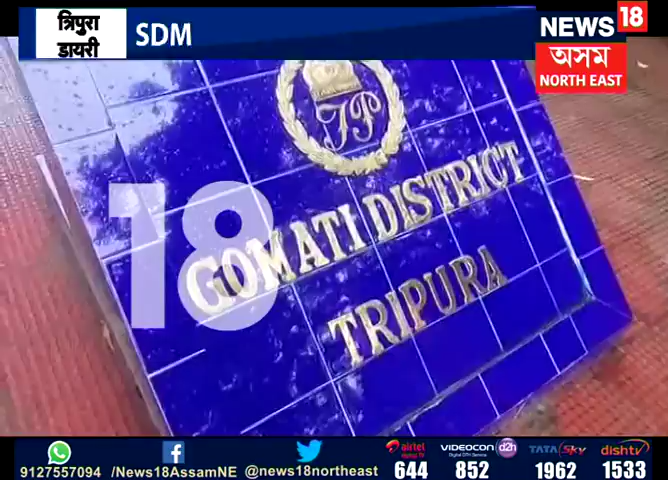 त्रिपुरा
डायरी
SDM
NEWS 18
অসম
NORTH EAST
TP
18
GOMATI DISTRICT
TRIPURA
9127557094
/News18AssamNE
@news18northeast
airtel
644
VIDEOCON d2h
852
TATA Sky
1962
dishtv
1533